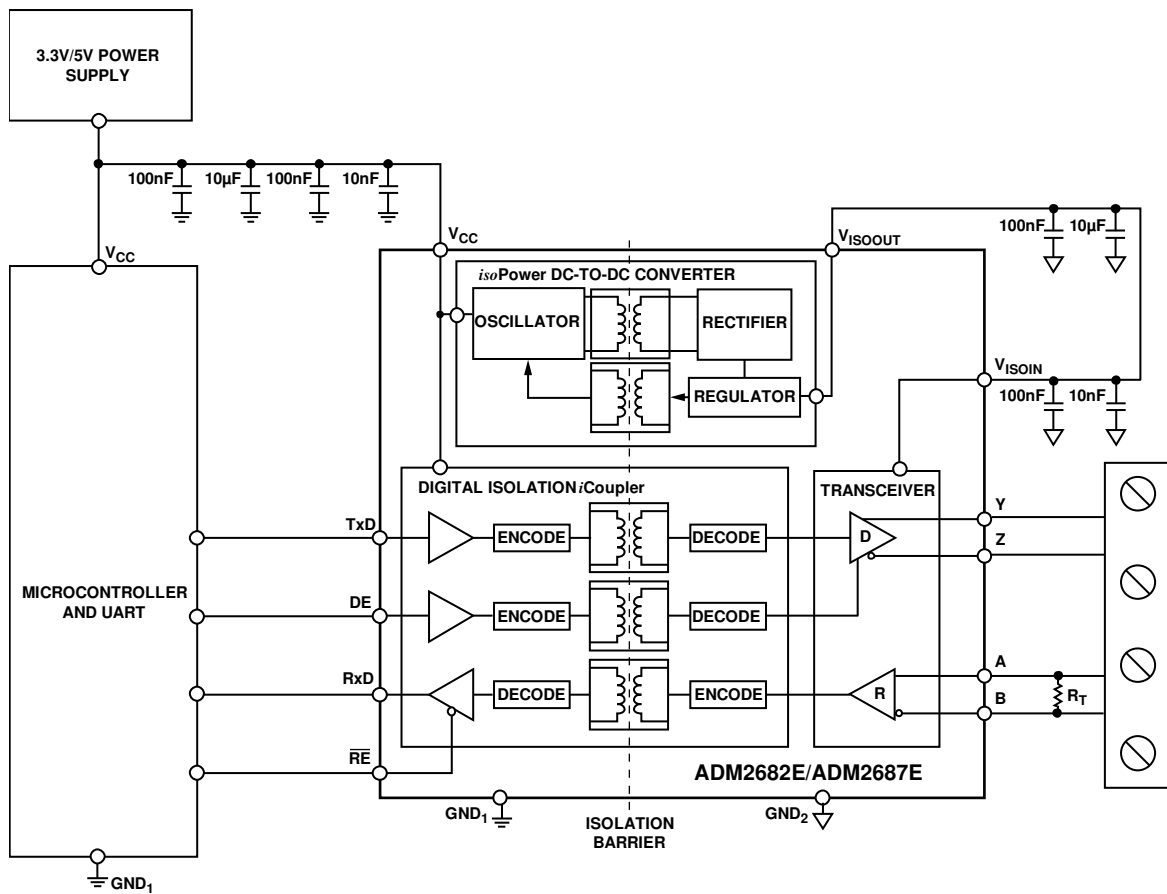 3.3V/5V POWER
SUPPLY
100nF
10µF
100nF
10nF
VCC
VCC
VISOOUT
100nF
10µF
isoPower DC-TO-DC CONVERTER
OSCILLATOR
RECTIFIER
REGULATOR
VISOIN
100nF
10nF
DIGITAL ISOLATION iCoupler
TRANSCEIVER
MICROCONTROLLER
AND UART
TxD
ENCODE
DECODE
D
Y
Z
DE
ENCODE
DECODE
RxD
DECODE
ENCODE
R
A
B
RT
RE
ADM2682E/ADM2687E
GND1
ISOLATION
BARRIER
GND2
GND1